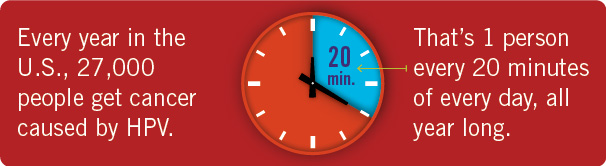 Every year in the
U.S., 27,000
people get cancer
caused by HPV.
20
min.
That's 1 person
every 20 minutes
of every day, all
year long.